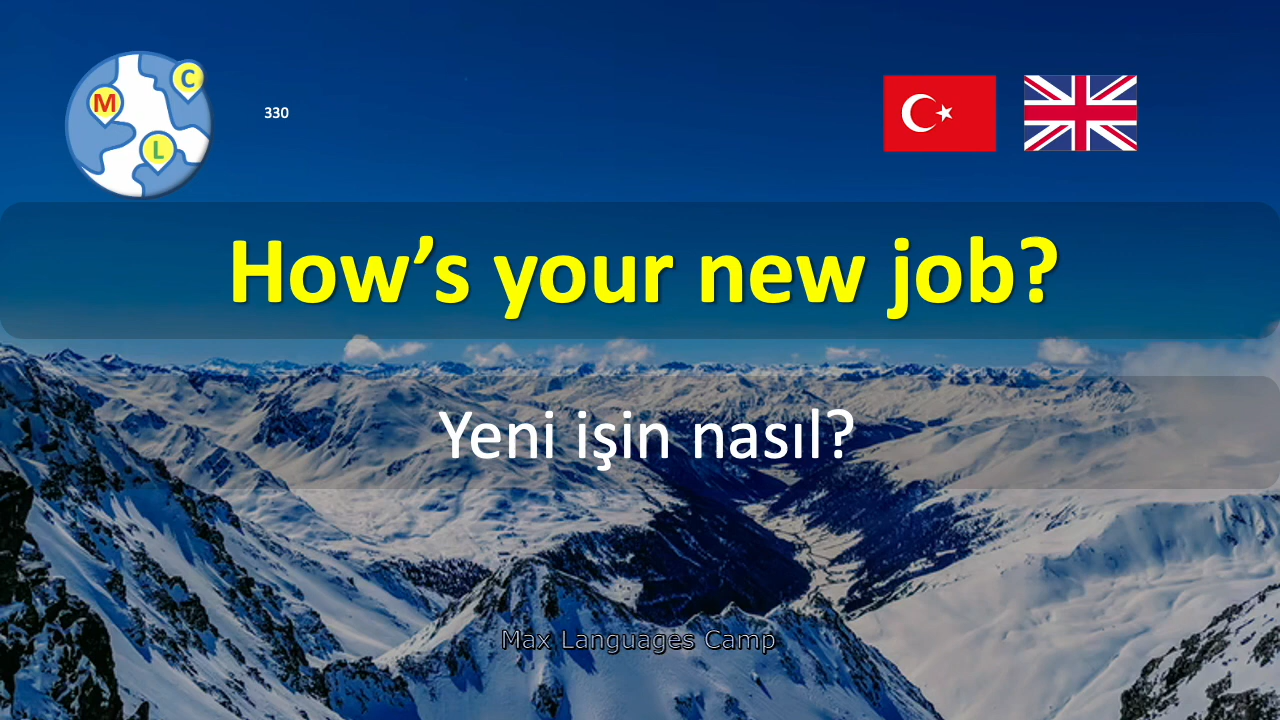 M
C
L
330
How’s your new job?
Yeni işin nasıl?
Max Languages Camp